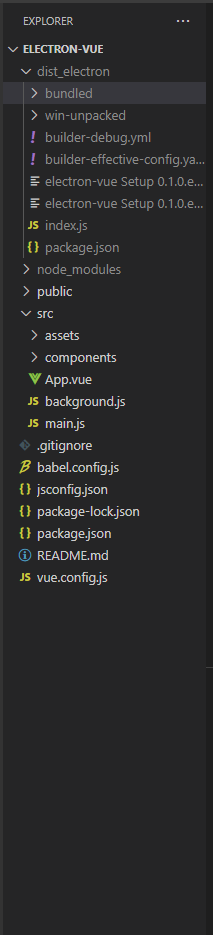 EXPLORER ...
ELECTRON-VUE
dist_electron
bundled
win-unpacked
! builder-debug.yml
! builder-effective-config.ya...
electron-vue Setup 0.1.0.e...
electron-vue Setup 0.1.0.e...
JS index.js
{} package.json
node_modules
public
src
assets
components
App.vue
JS background.js
JS main.js
.gitignore
B babel.config.js
{} jsconfig.json
{} package-lock.json
{} package.json
README.md
JS vue.config.js